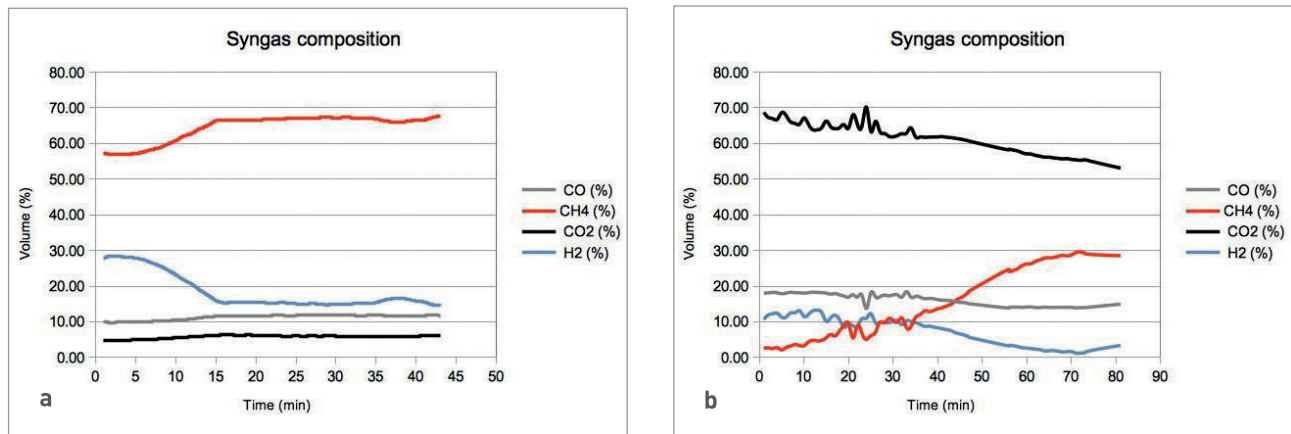 Syngas composition
80.00
70.00
60.00
50.00
40.00
30.00
20.00
10.00
0.00
Volume (%)
0 5 10 15 20 25 30 35 40 45 50
Time (min)
CO (%)
CH4 (%)
CO2 (%)
H2 (%)
a
Syngas composition
80.00
70.00
60.00
50.00
40.00
30.00
20.00
10.00
0.00
Volume (%)
0 10 20 30 40 50 60 70 80 90
Time (min)
CO (%)
CH4 (%)
CO2 (%)
H2 (%)
b